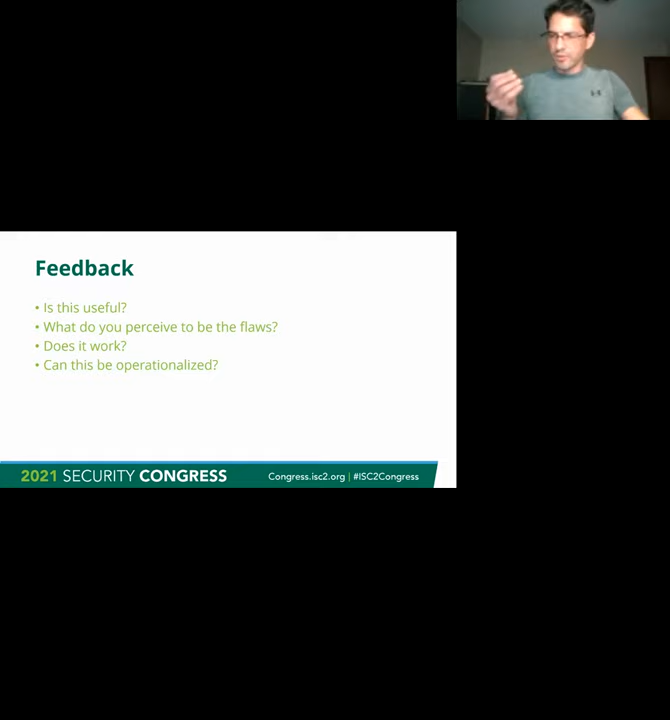 Feedback
• Is this useful?
• What do you perceive to be the flaws?
• Does it work?
• Can this be operationalized?
2021 SECURITY CONGRESS
Congress.isc2.org | #ISC2Congress